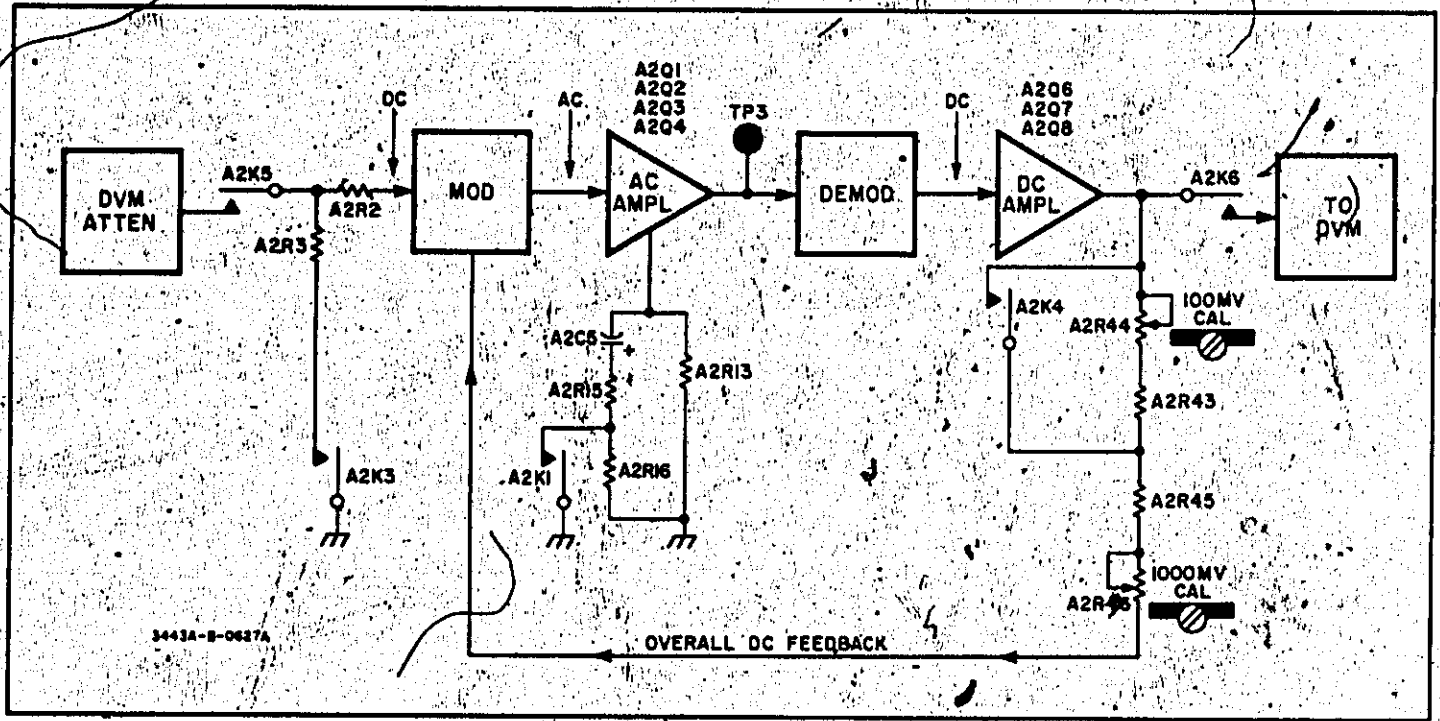 A2Q1
A2Q2
A2Q3
A2Q4
TP3
A2Q6
A2Q7
A2Q8
DC
AC
DC
DVM
ATTEN
A2K5
A2R2
MOD
AC
AMPL
DEMOD
DC
AMPL
A2K6
TO
DVM
A2R3
A2K4
100MV
CAL
A2R44
A2C5
+
A2R13
A2R15
A2R43
A2K3
A2K1
A2R16
A2R45
1000MV
CAL
3443A-B-0627A
OVERALL DC FEEDBACK